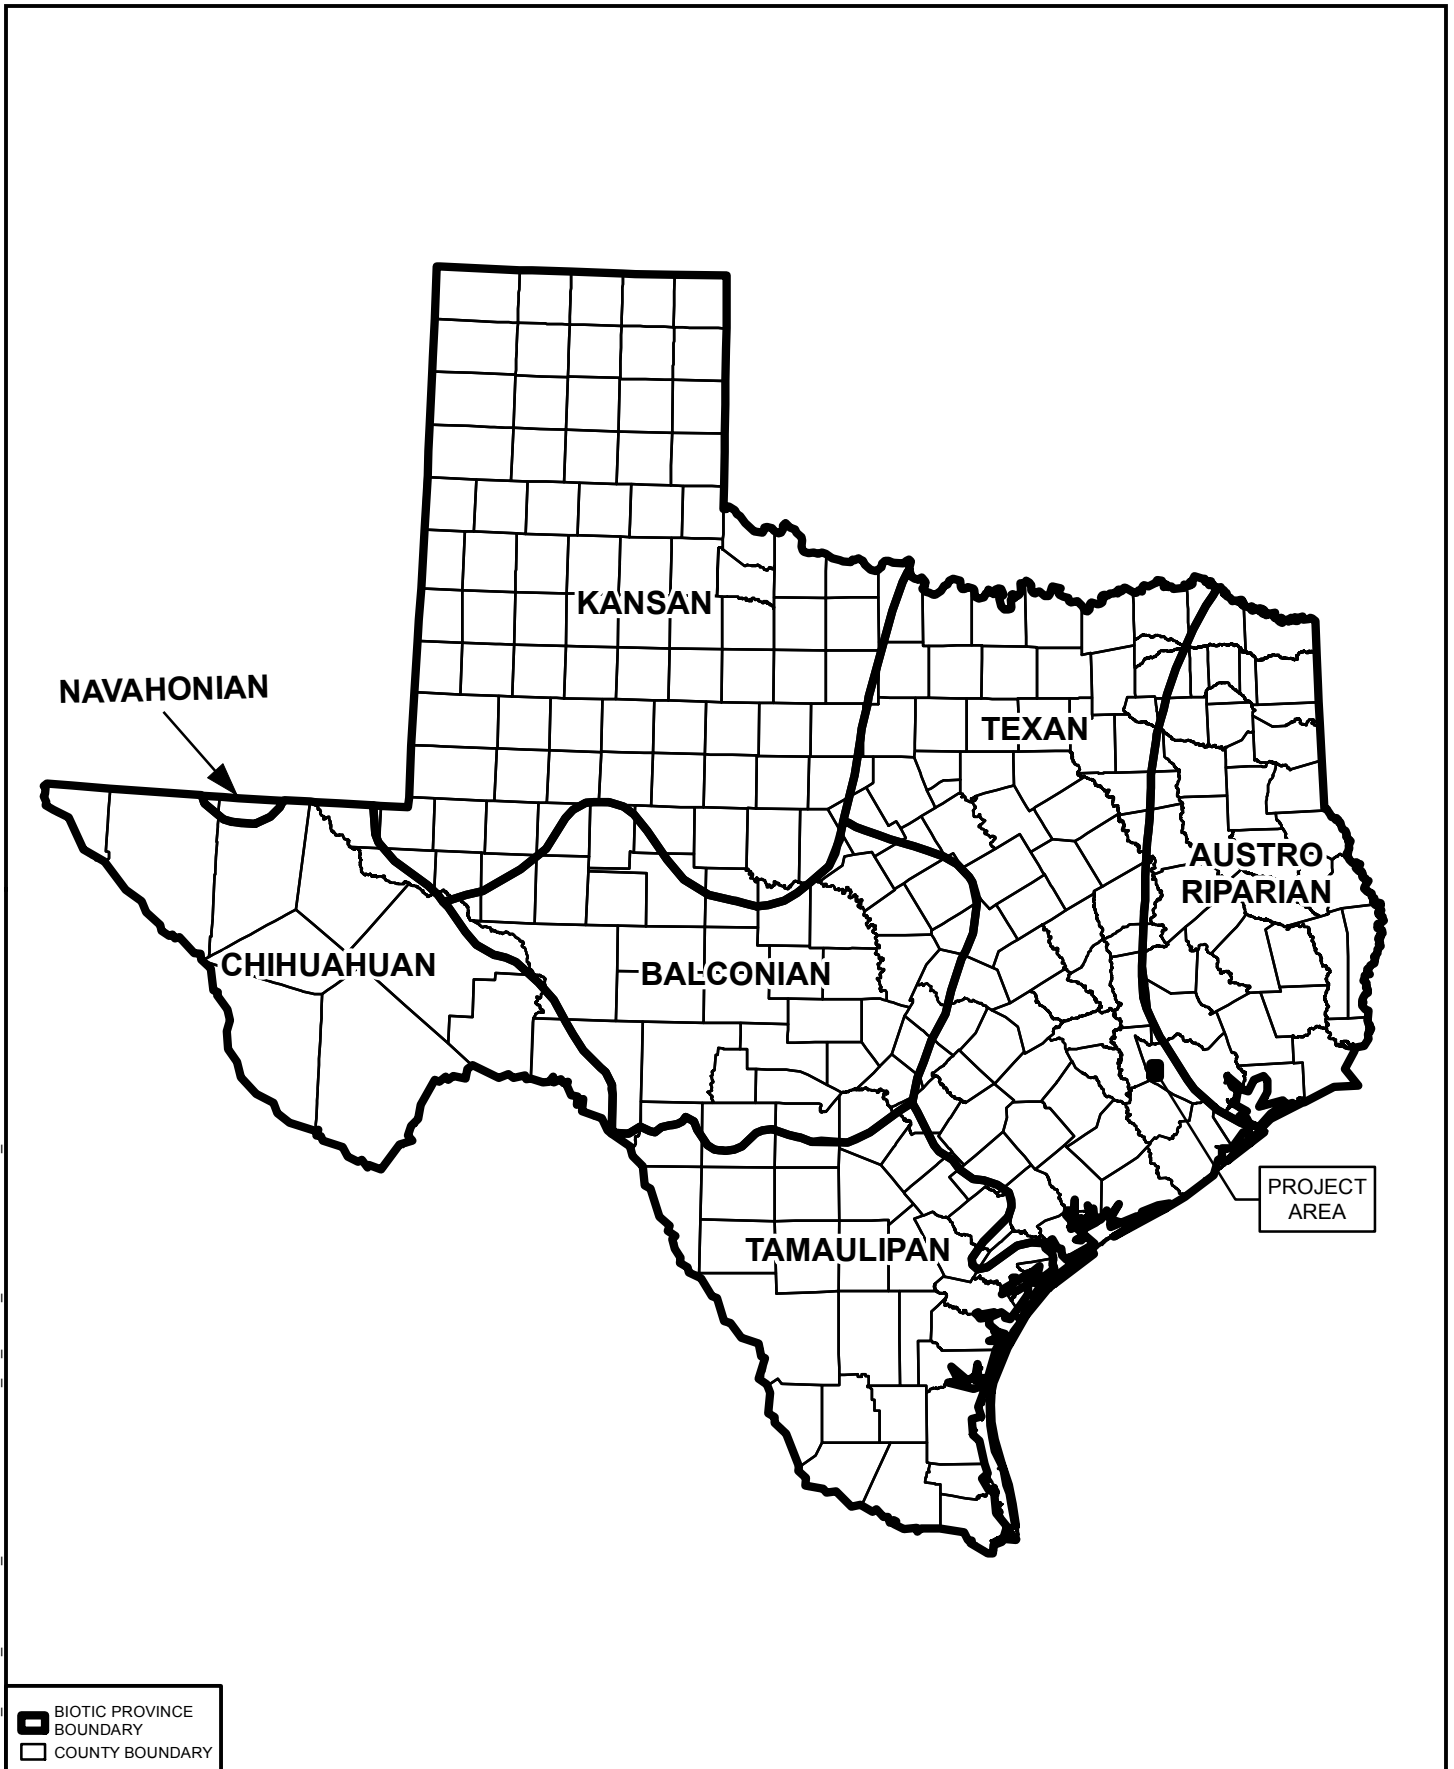 KANSAN
NAVAHONIAN
TEXAN
AUSTRO
RIPARIAN
CHIHUAHUAN
BALCONIAN
PROJECT
AREA
TAMAULIPAN
BIOTIC PROVINCE
BOUNDARY
COUNTY BOUNDARY